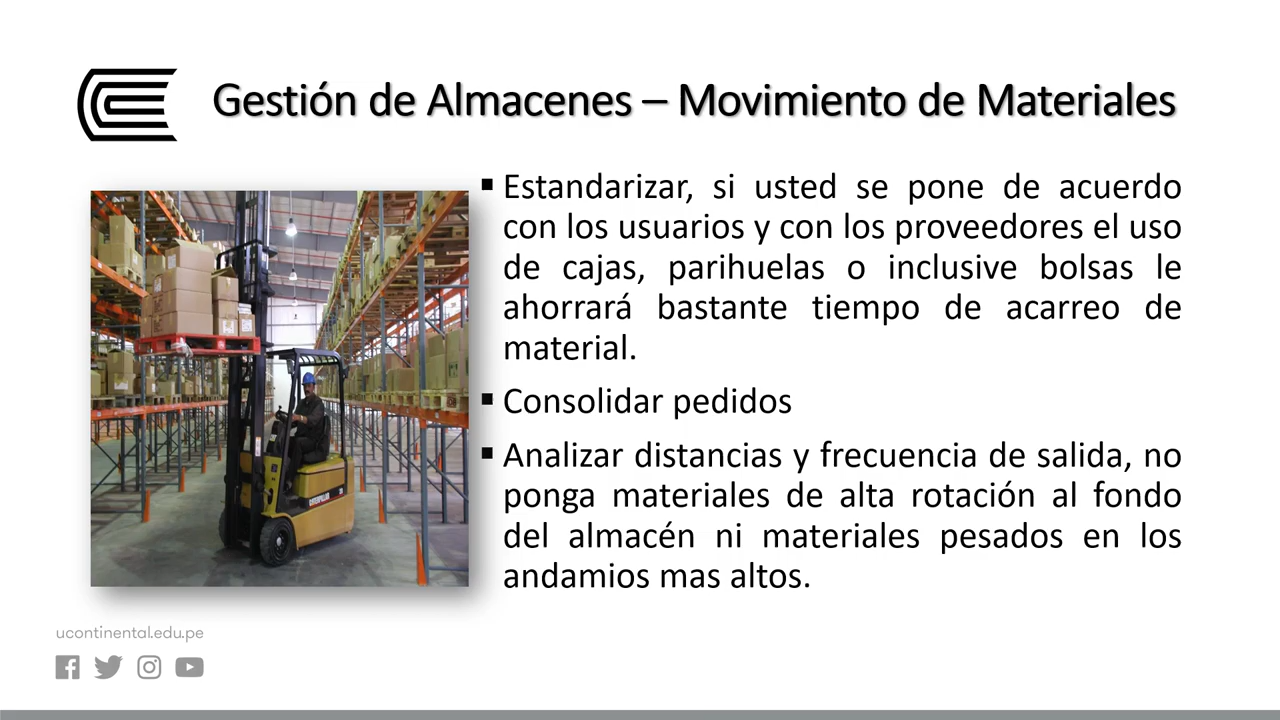 Gestión de Almacenes – Movimiento de Materiales
▪ Estandarizar, si usted se pone de acuerdo
con los usuarios y con los proveedores el uso
de cajas, parihuelas o inclusive bolsas le
ahorrará bastante tiempo de acarreo de
material.
▪ Consolidar pedidos
▪ Analizar distancias y frecuencia de salida, no
ponga materiales de alta rotación al fondo
del almacén ni materiales pesados en los
andamios mas altos.
CATERPILLAR
ucontinental.edu.pe